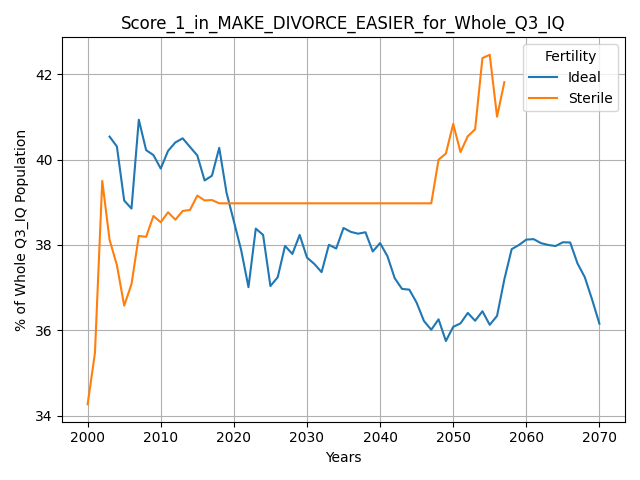 Score_1_in_MAKE_DIVORCE_EASIER_for_Whole_Q3_IQ
Fertility
Ideal
Sterile
% of Whole Q3_IQ Population
42
40
38
36
34
2000 2010 2020 2030 2040 2050 2060 2070
Years